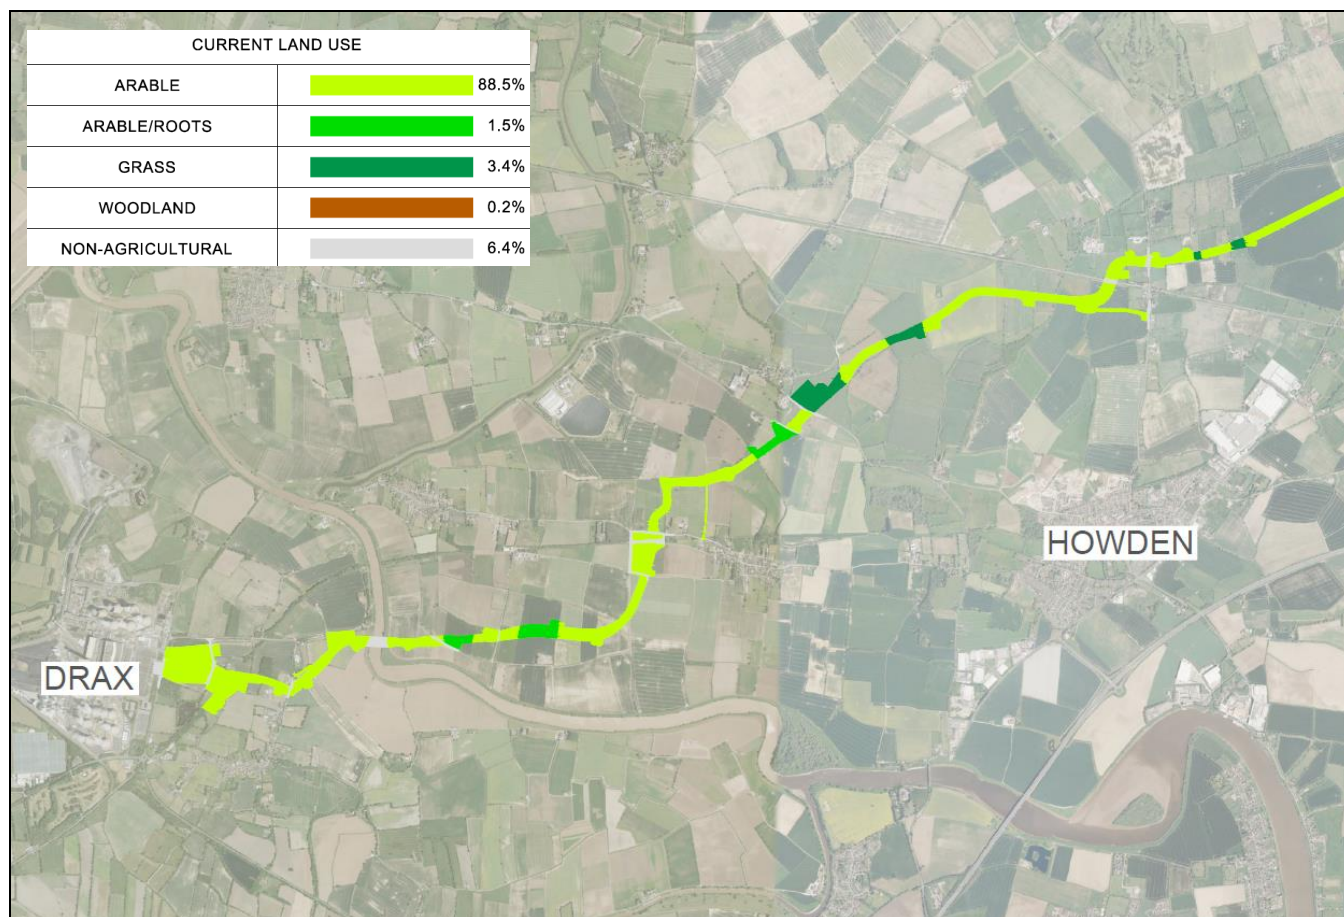 CURRENT LAND USE
ARABLE 88.5%
ARABLE/ROOTS 1.5%
GRASS 3.4%
WOODLAND 0.2%
NON-AGRICULTURAL 6.4%
HOWDEN
DRAX